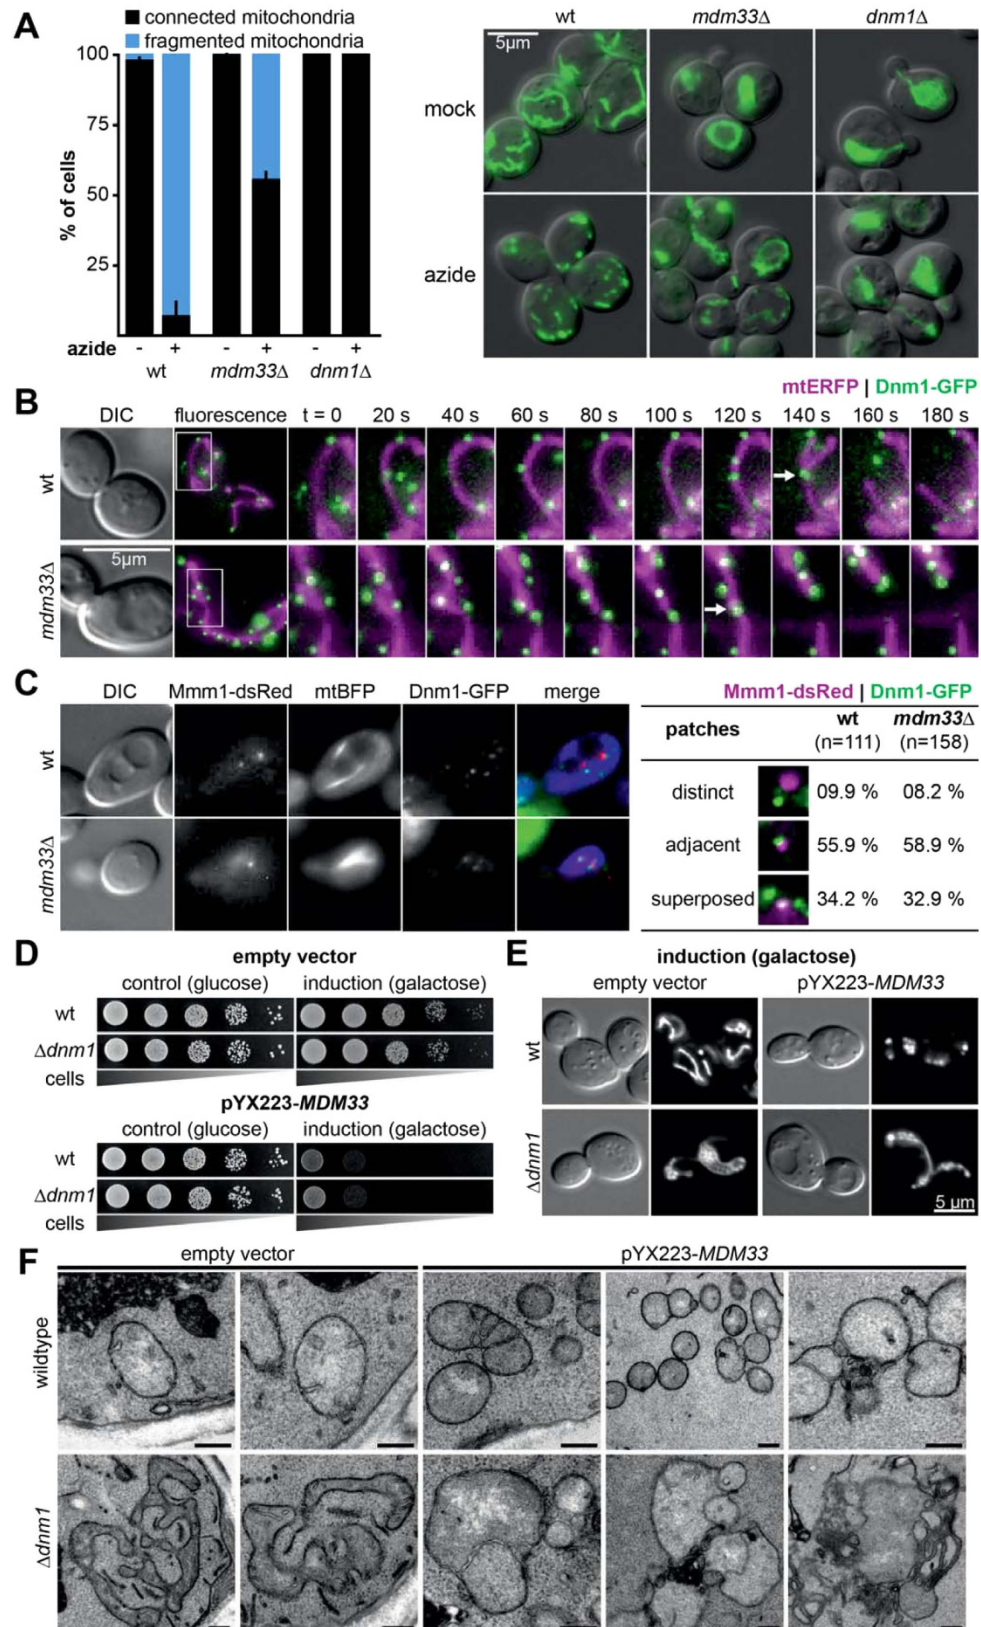 A
connected mitochondria
fragmented mitochondria
100
75
50
25
% of cells
azide - + - + - +
wt mdm33Δ dnm1Δ
wt mdm33Δ dnm1Δ
5µm
mock
azide
mtERFP | Dnm1-GFP
B
DIC fluorescence t = 0 20 s 40 s 60 s 80 s 100 s 120 s 140 s 160 s 180 s
wt
5µm
mdm33Δ
C
DIC Mmm1-dsRed mtBFP Dnm1-GFP merge
wt
mdm33Δ
Mmm1-dsRed | Dnm1-GFP
patches wt mdm33Δ
(n=111) (n=158)
distinct 09.9 % 08.2 %
adjacent 55.9 % 58.9 %
superposed 34.2 % 32.9 %
D
empty vector
control (glucose) induction (galactose)
wt
Δdnm1
cells
pYX223-MDM33
control (glucose) induction (galactose)
wt
Δdnm1
cells
E
induction (galactose)
empty vector pYX223-MDM33
wt
Δdnm1
5 µm
F
empty vector pYX223-MDM33
wildtype
Δdnm1